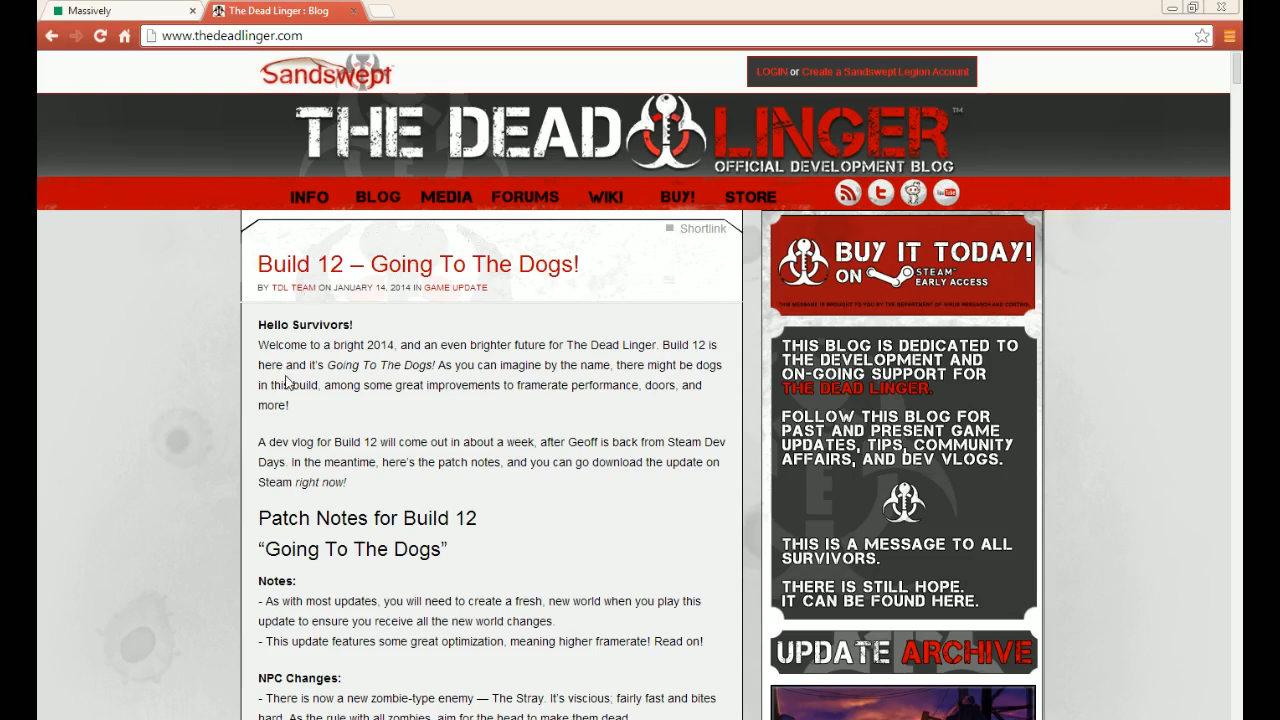 Massively
The Dead Linger : Blog
www.thedeadlinger.com
Sandswept
LOGIN or Create a Sandswept Legion Account
THE DEAD LINGER™
OFFICIAL DEVELOPMENT BLOG
INFO BLOG MEDIA FORUMS WIKI BUY! STORE
You Tube
Shortlink
Build 12 – Going To The Dogs!
BY TDL TEAM ON JANUARY 14, 2014 IN GAME UPDATE
Hello Survivors!
Welcome to a bright 2014, and an even brighter future for The Dead Linger. Build 12 is
here and it's Going To The Dogs! As you can imagine by the name, there might be dogs
in this build, among some great improvements to framerate performance, doors, and
more!
A dev vlog for Build 12 will come out in about a week, after Geoff is back from Steam Dev
Days. In the meantime, here's the patch notes, and you can go download the update on
Steam right now!
Patch Notes for Build 12
“Going To The Dogs”
Notes:
- As with most updates, you will need to create a fresh, new world when you play this
update to ensure you receive all the new world changes.
- This update features some great optimization, meaning higher framerate! Read on!
NPC Changes:
- There is now a new zombie-type enemy — The Stray. It's viscious, fairly fast and bites
hard. As the rule with all zombies, aim for the head to make them dead.
BUY IT TODAY!
ON STEAM™
EARLY ACCESS
THIS MESSAGE IS BROUGHT TO YOU BY THE DEPARTMENT OF VIRUS RESEARCH AND CONTROL
THIS BLOG IS DEDICATED TO
THE DEVELOPMENT AND
ON-GOING SUPPORT FOR
THE DEAD LINGER.
FOLLOW THIS BLOG FOR
PAST AND PRESENT GAME
UPDATES, TIPS, COMMUNITY
AFFAIRS, AND DEV VLOGS.
THIS IS A MESSAGE TO ALL
SURVIVORS.
THERE IS STILL HOPE.
IT CAN BE FOUND HERE.
UPDATE ARCHIVE